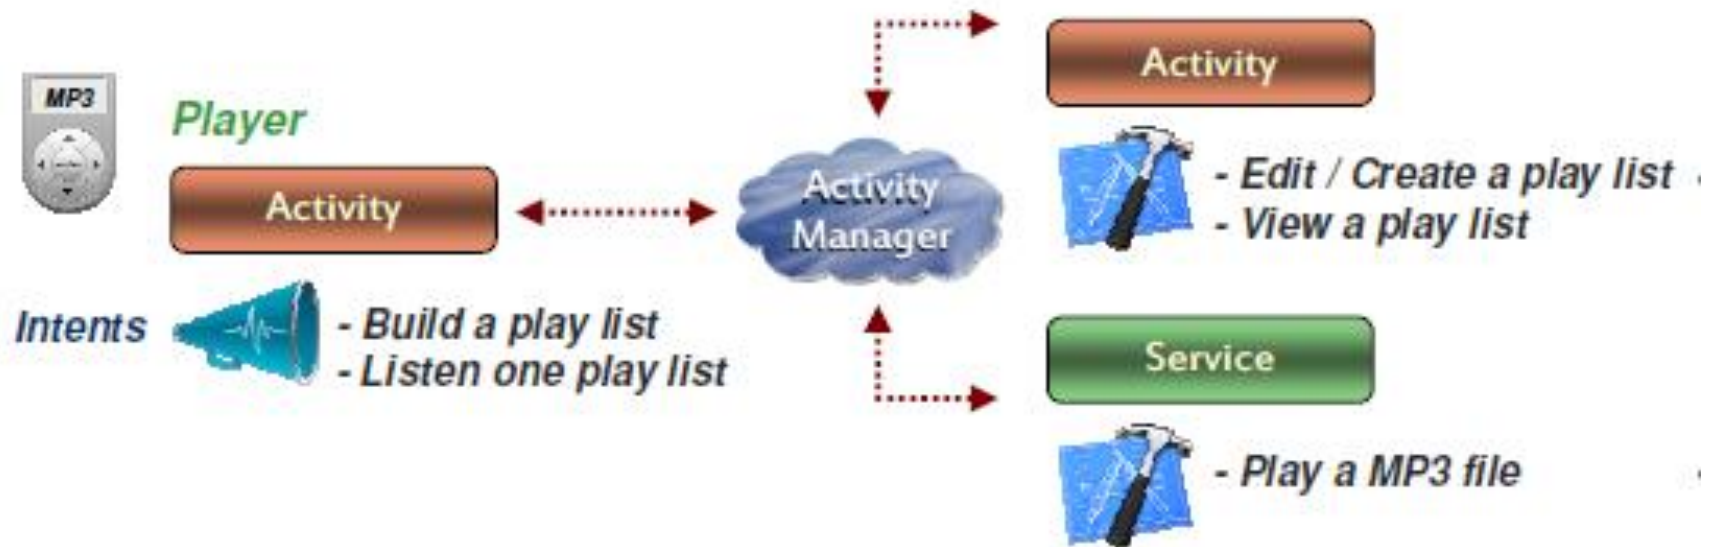 MP3
Player
Activity
Intents
- Build a play list
- Listen one play list
Activity
Manager
Activity
- Edit / Create a play list
- View a play list
Service
- Play a MP3 file